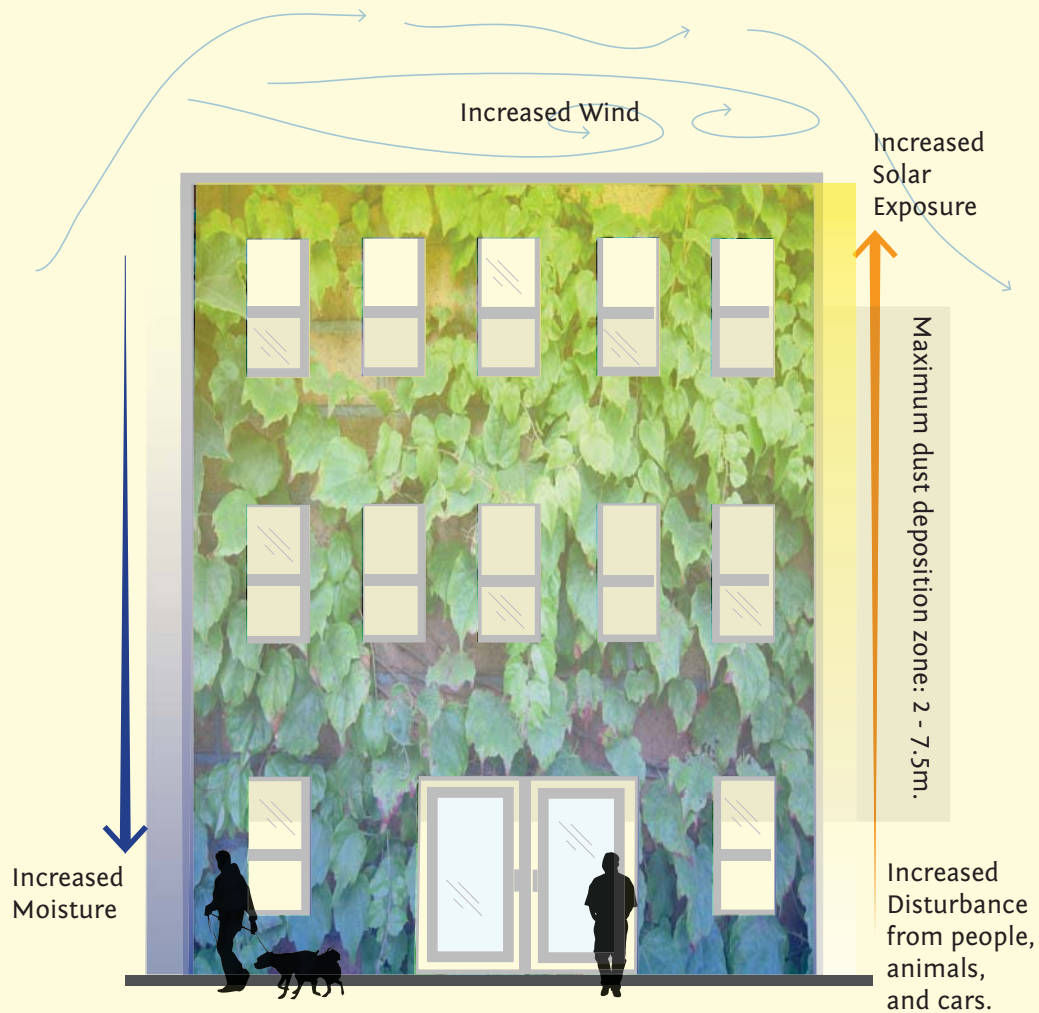 Increased Wind
Increased
Solar
Exposure
Maximum dust deposition zone: 2 - 7.5m.
Increased
Moisture
Increased
Disturbance
from people,
animals,
and cars.